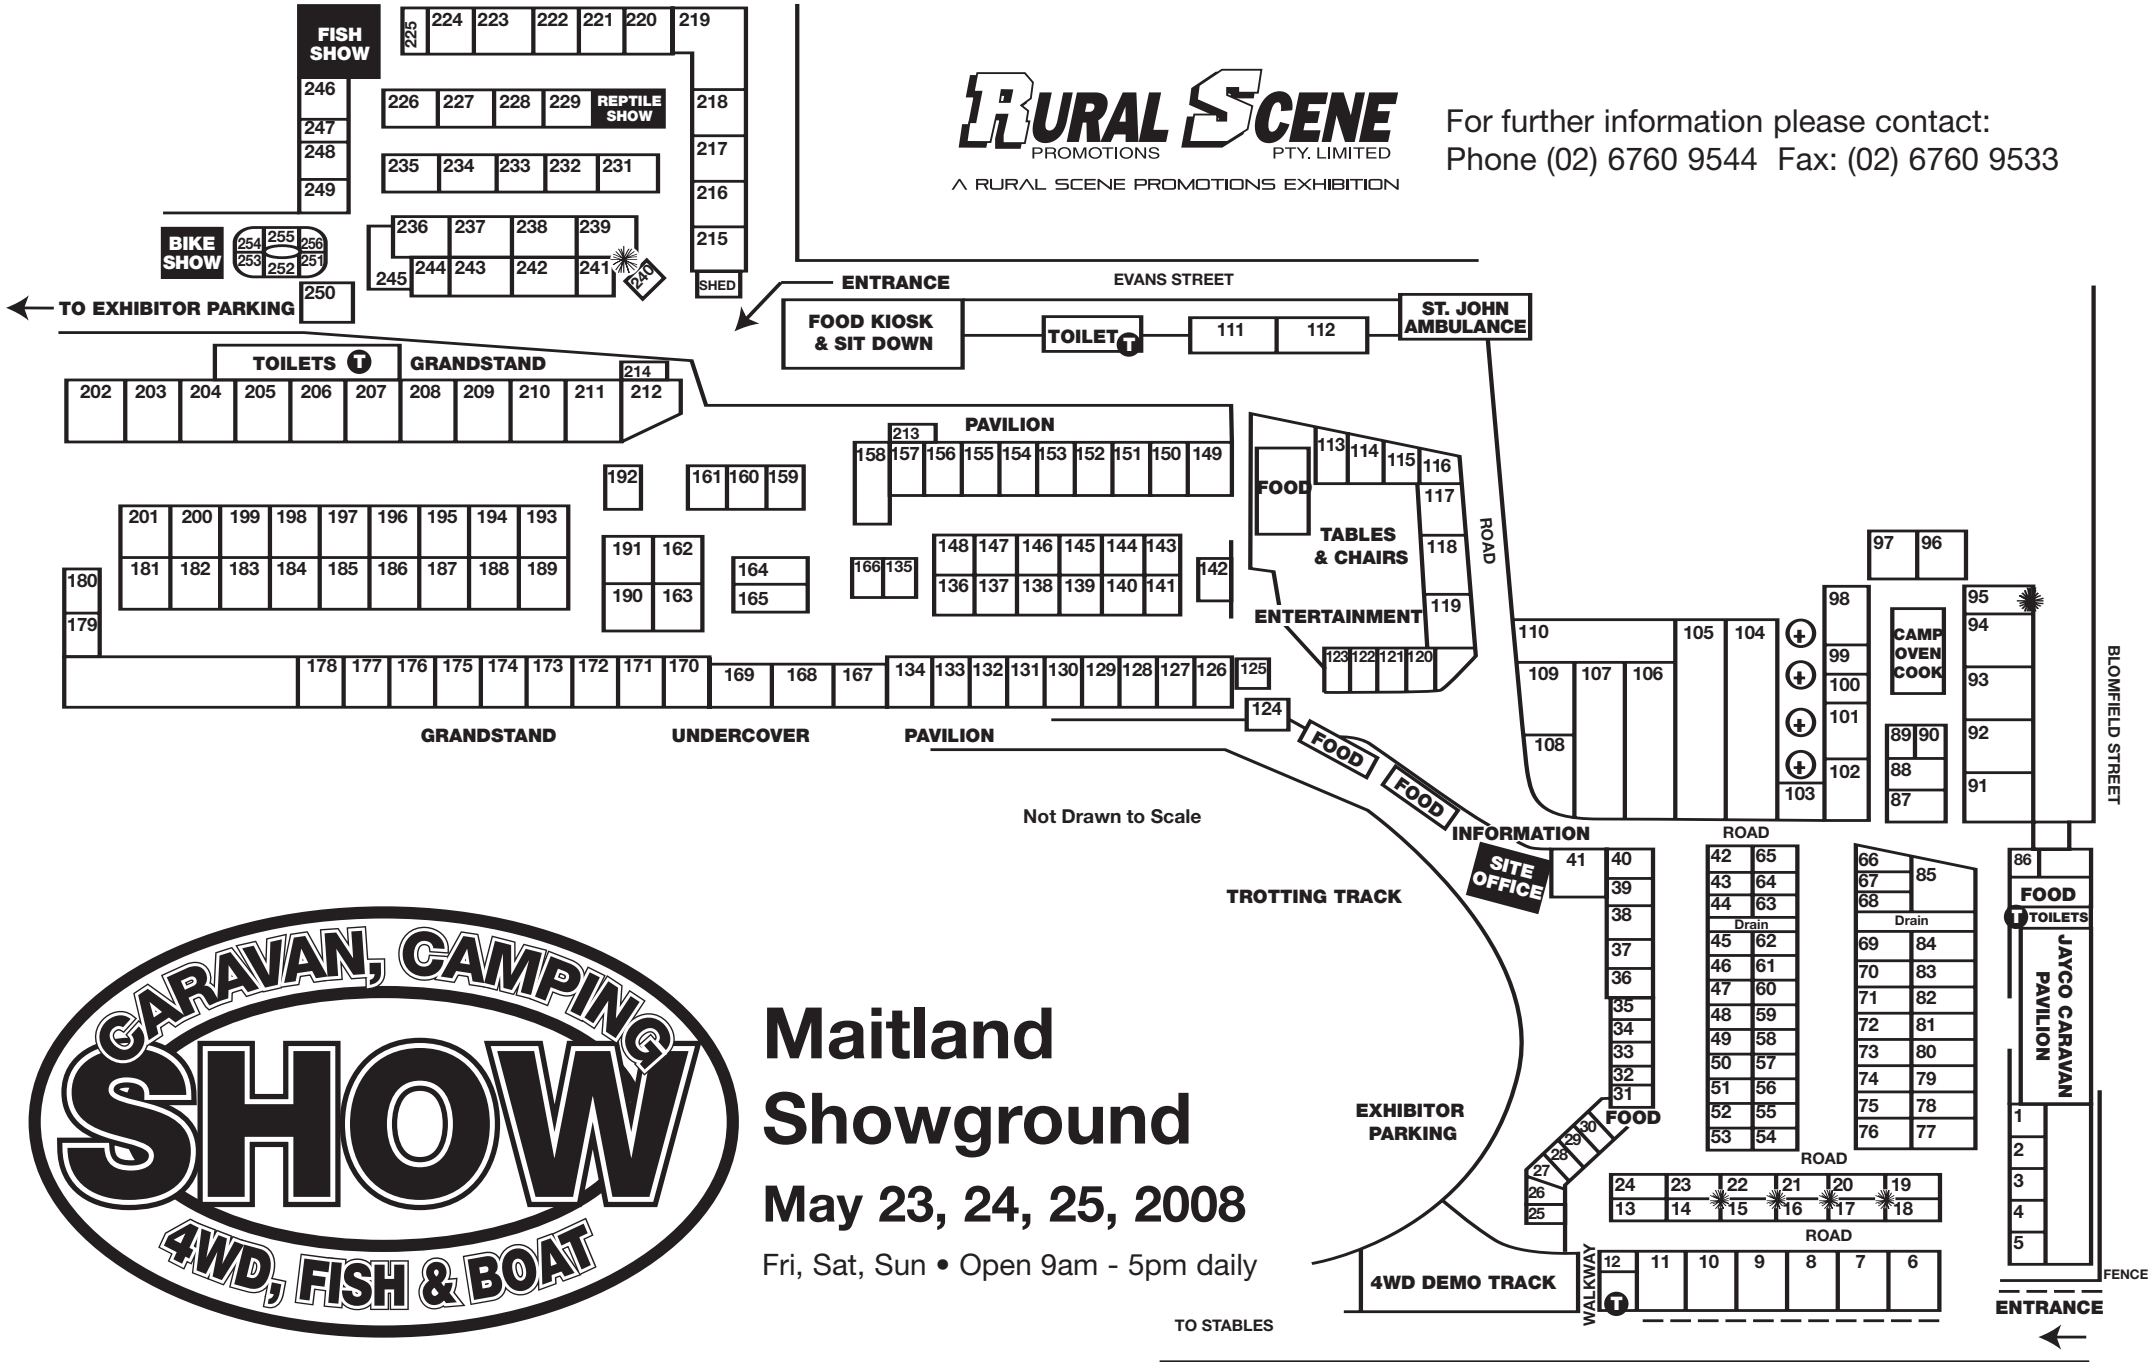 FISH
SHOW
225
224 223 222 221 220 219
246
247
248
249
226 227 228 229 REPTILE
SHOW
218
217
216
215
SHED
235 234 233 232 231
236 237 238 239
245 244 243 242 241 240
BIKE
SHOW
254 255 256
253 252 251
250
TO EXHIBITOR PARKING
RURAL SCENE
PROMOTIONS PTY. LIMITED
A RURAL SCENE PROMOTIONS EXHIBITION
For further information please contact:
Phone (02) 6760 9544 Fax: (02) 6760 9533
ENTRANCE
EVANS STREET
FOOD KIOSK
& SIT DOWN
TOILET T
111 112
ST. JOHN
AMBULANCE
TOILETS T GRANDSTAND
214
202 203 204 205 206 207 208 209 210 211 212
PAVILION
213
158 157 156 155 154 153 152 151 150 149
192
161 160 159
201 200 199 198 197 196 195 194 193
181 182 183 184 185 186 187 188 189
180
179
191 162
190 163
164
165
166 135
148 147 146 145 144 143
136 137 138 139 140 141
142
178 177 176 175 174 173 172 171 170 169 168 167 134 133 132 131 130 129 128 127 126
125
124
GRANDSTAND UNDERCOVER PAVILION
FOOD
113 114 115 116
117
118
119
TABLES
& CHAIRS
ENTERTAINMENT
123 122 121 120
ROAD
FOOD
FOOD
110
109
108
107 106 105 104
103
98
99
100
101
102
97 96
CAMP
OVEN
COOK
89 90
88
87
95
94
93
92
91
BLOMFIELD STREET
Not Drawn to Scale
INFORMATION
SITE
OFFICE
TROTTING TRACK
41 40
39
38
37
36
35
34
33
32
31
FOOD
30
29
28
27
26
25
ROAD
42 65
43 64
44 63
Drain
45 62
46 61
47 60
48 59
49 58
50 57
51 56
52 55
53 54
66
67
68
85
Drain
69 84
70 83
71 82
72 81
73 80
74 79
75 78
76 77
86
FOOD
T TOILETS
JAYCO CARAVAN
PAVILION
1
2
3
4
5
ROAD
24 23 22 21 20 19
13 14 15 16 17 18
ROAD
12 11 10 9 8 7 6
T
WALKWAY
FENCE
ENTRANCE
EXHIBITOR
PARKING
4WD DEMO TRACK
TO STABLES
CARAVAN, CAMPING
SHOW
4WD, FISH & BOAT
Maitland
Showground
May 23, 24, 25, 2008
Fri, Sat, Sun • Open 9am - 5pm daily